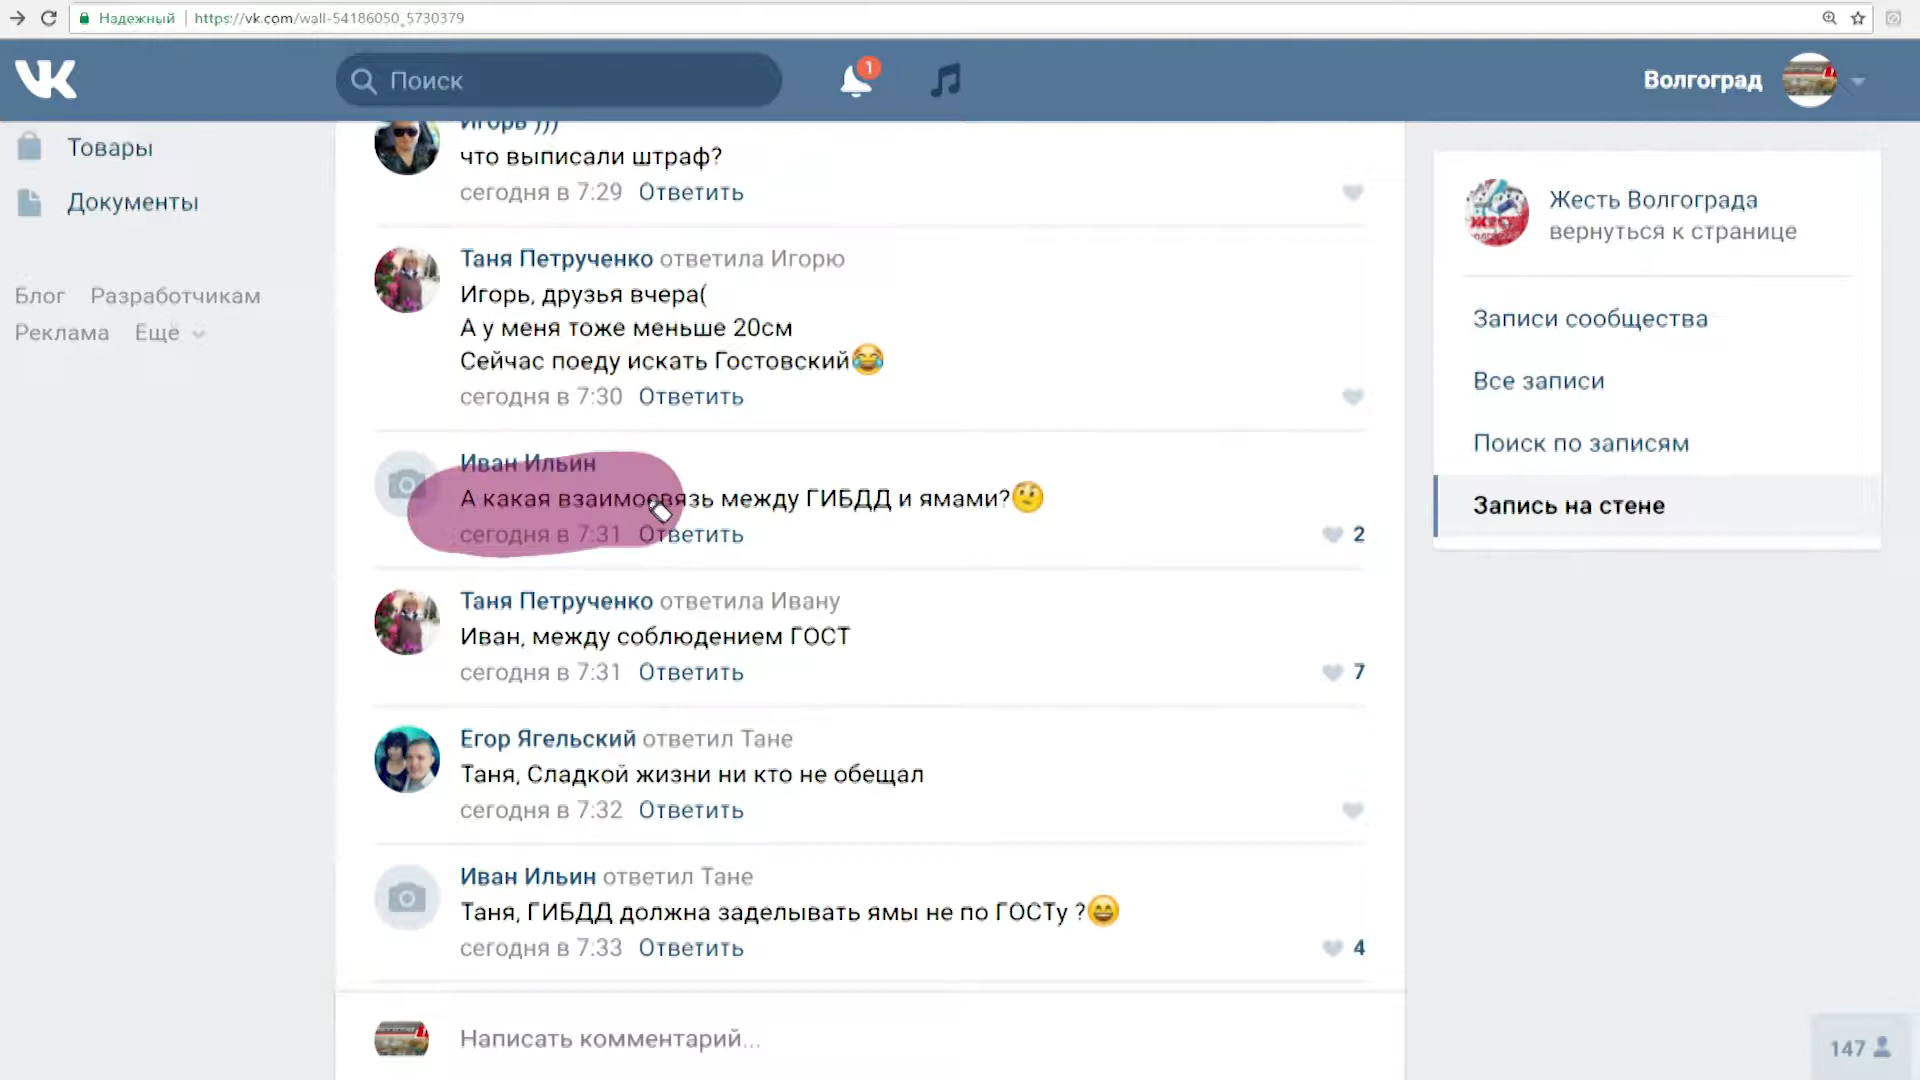 Надежный https://vk.com/wall-54186050_5730379
Поиск
1
Волгоград
Товары
Документы
Блог Разработчикам
Реклама Ещё
Игорь )))
что выписали штраф?
сегодня в 7:29 Ответить
Таня Петрученко ответила Игорю
Игорь, друзья вчера(
А у меня тоже меньше 20см
Сейчас поеду искать Гостовский😂
сегодня в 7:30 Ответить
Иван Ильин
А какая взаимосвязь между ГИБДД и ямами?🤨
сегодня в 7:31 Ответить
2
Таня Петрученко ответила Ивану
Иван, между соблюдением ГОСТ
сегодня в 7:31 Ответить
7
Егор Ягельский ответил Тане
Таня, Сладкой жизни ни кто не обещал
сегодня в 7:32 Ответить
Иван Ильин ответил Тане
Таня, ГИБДД должна заделывать ямы не по ГОСТу ?😄
сегодня в 7:33 Ответить
4
Написать комментарий...
Жесть Волгограда
вернуться к странице
Записи сообщества
Все записи
Поиск по записям
Запись на стене
147